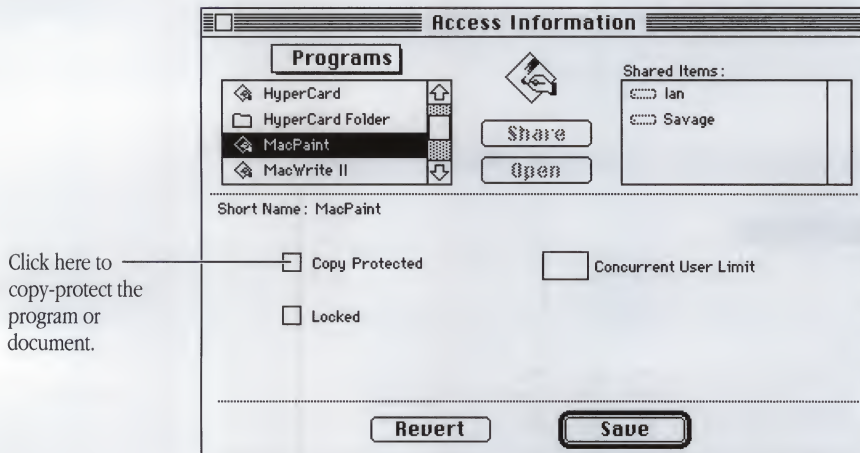 Access Information
Programs
HyperCard
HyperCard Folder
MacPaint
MacWrite II
Share
Open
Shared Items:
Ian
Savage
Short Name: MacPaint
Click here to
copy-protect the
program or
document.
Copy Protected
Concurrent User Limit
Locked
Revert
Save